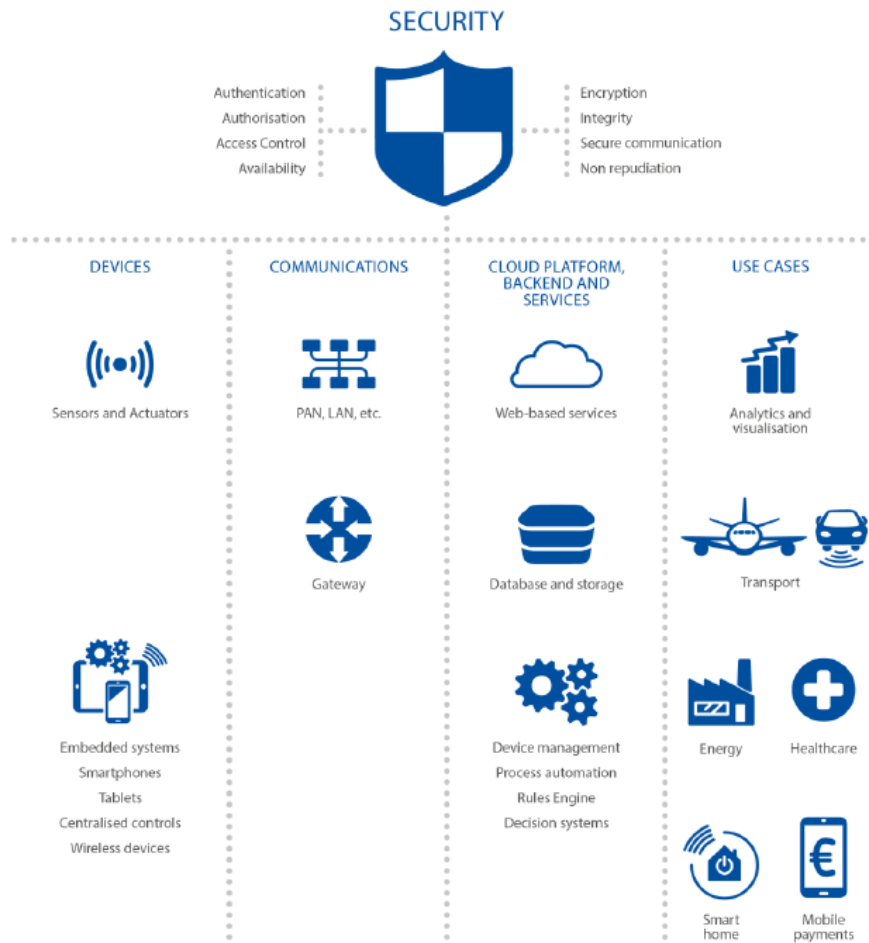 SECURITY
Authentication
Authorisation
Access Control
Availability
Encryption
Integrity
Secure communication
Non repudiation
DEVICES
Sensors and Actuators
Embedded systems
Smartphones
Tablets
Centralised controls
Wireless devices
COMMUNICATIONS
PAN, LAN, etc.
Gateway
CLOUD PLATFORM,
BACKEND AND
SERVICES
Web-based services
Database and storage
Device management
Process automation
Rules Engine
Decision systems
USE CASES
Analytics and
visualisation
Transport
Energy
Healthcare
Smart
home
€
Mobile
payments